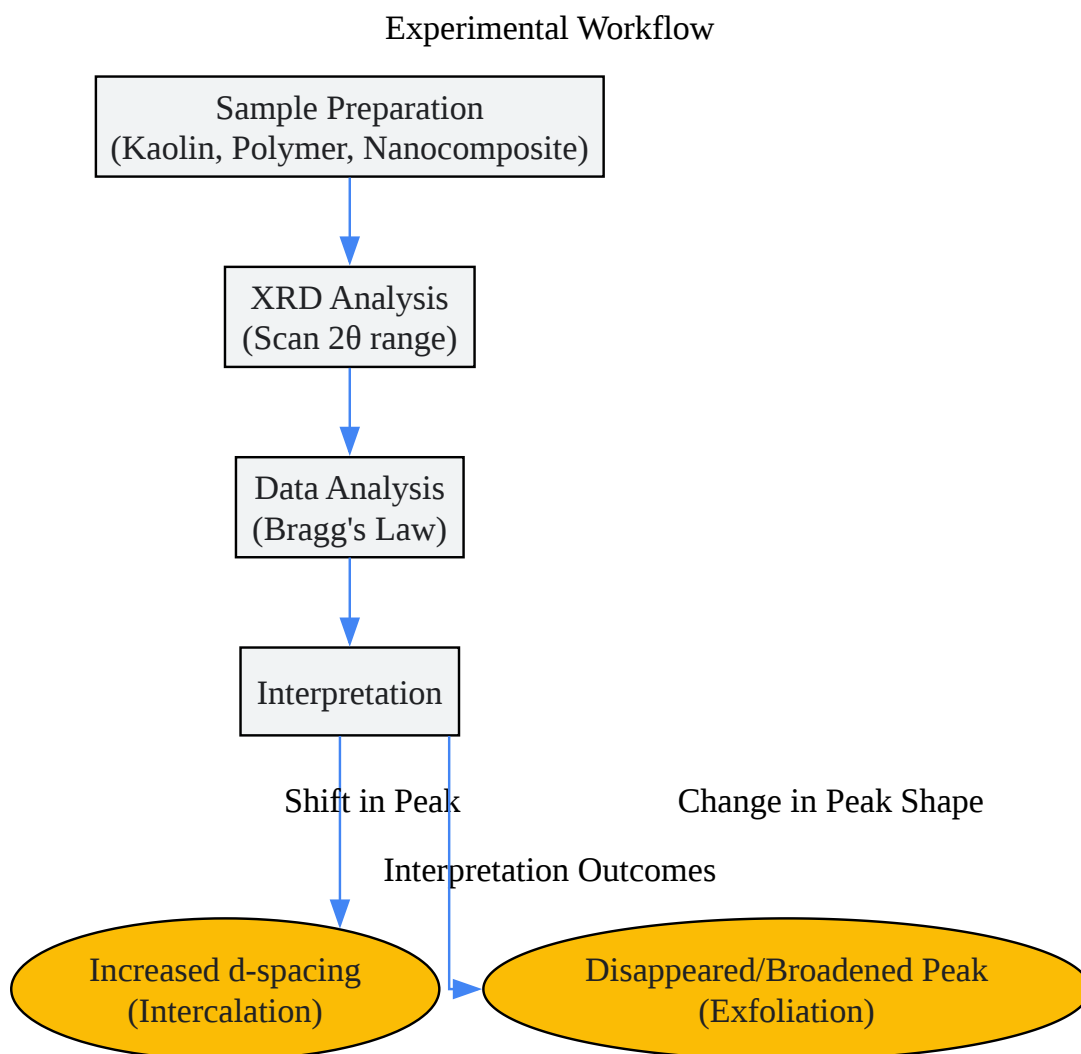 Experimental Workflow
Sample Preparation
(Kaolin, Polymer, Nanocomposite)
XRD Analysis
(Scan 2θ range)
Data Analysis
(Bragg's Law)
Interpretation
Shift in Peak
Change in Peak Shape
Interpretation Outcomes
Increased d-spacing
(Intercalation)
Disappeared/Broadened Peak
(Exfoliation)